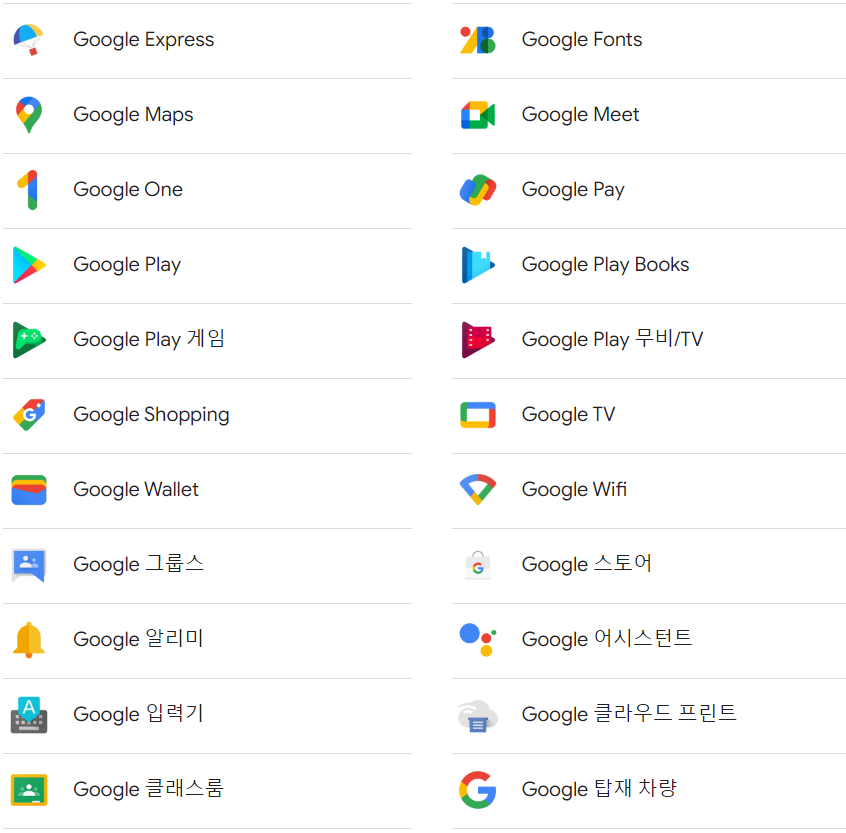 Google Express
Google Fonts
Google Maps
Google Meet
Google One
Google Pay
Google Play
Google Play Books
Google Play 게임
Google Play 무비/TV
Google Shopping
Google TV
Google Wallet
Google Wifi
Google 그룹스
Google 스토어
Google 알리미
Google 어시스턴트
Google 입력기
Google 클라우드 프린트
Google 클래스룸
Google 탑재 차량